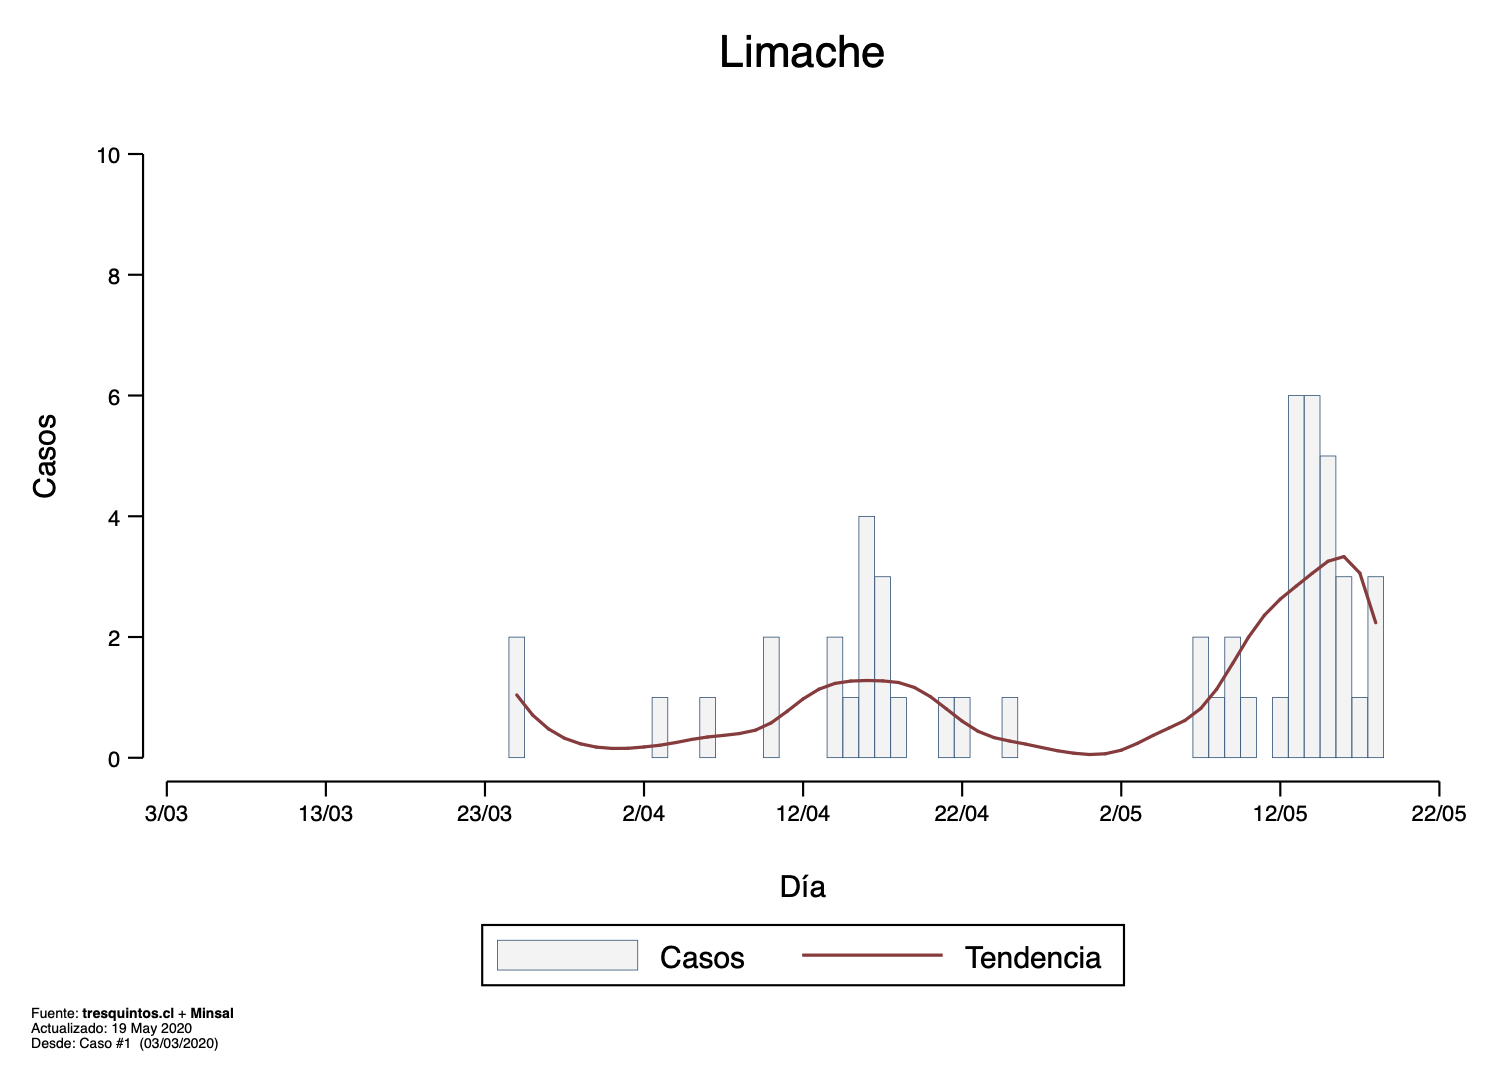 Limache
10
8
6
4
2
0
Casos
3/03 13/03 23/03 2/04 12/04 22/04 2/05 12/05 22/05
Día
Casos Tendencia
Fuente: tresquintos.cl + Minsal
Actualizado: 19 May 2020
Desde: Caso #1 (03/03/2020)